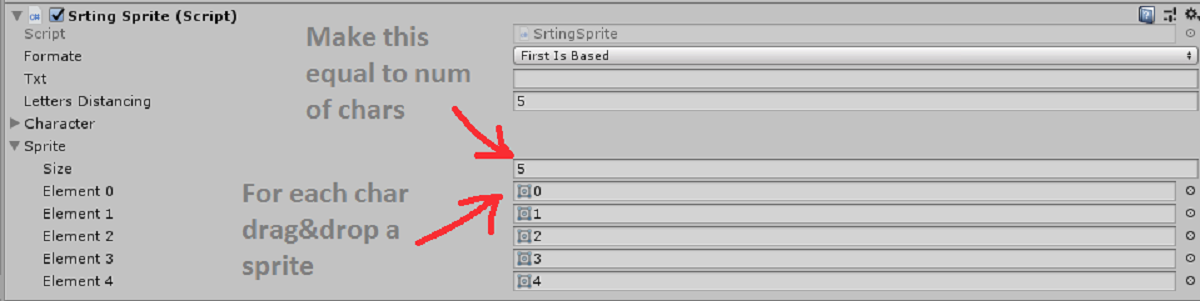 Srting Sprite (Script)
Script SrtingSprite
Formate First Is Based
Txt
Letters Distancing 5
Character
Sprite
Size 5
Element 0 0
Element 1 1
Element 2 2
Element 3 3
Element 4 4
Make this
equal to num
of chars
For each char
drag&drop a
sprite